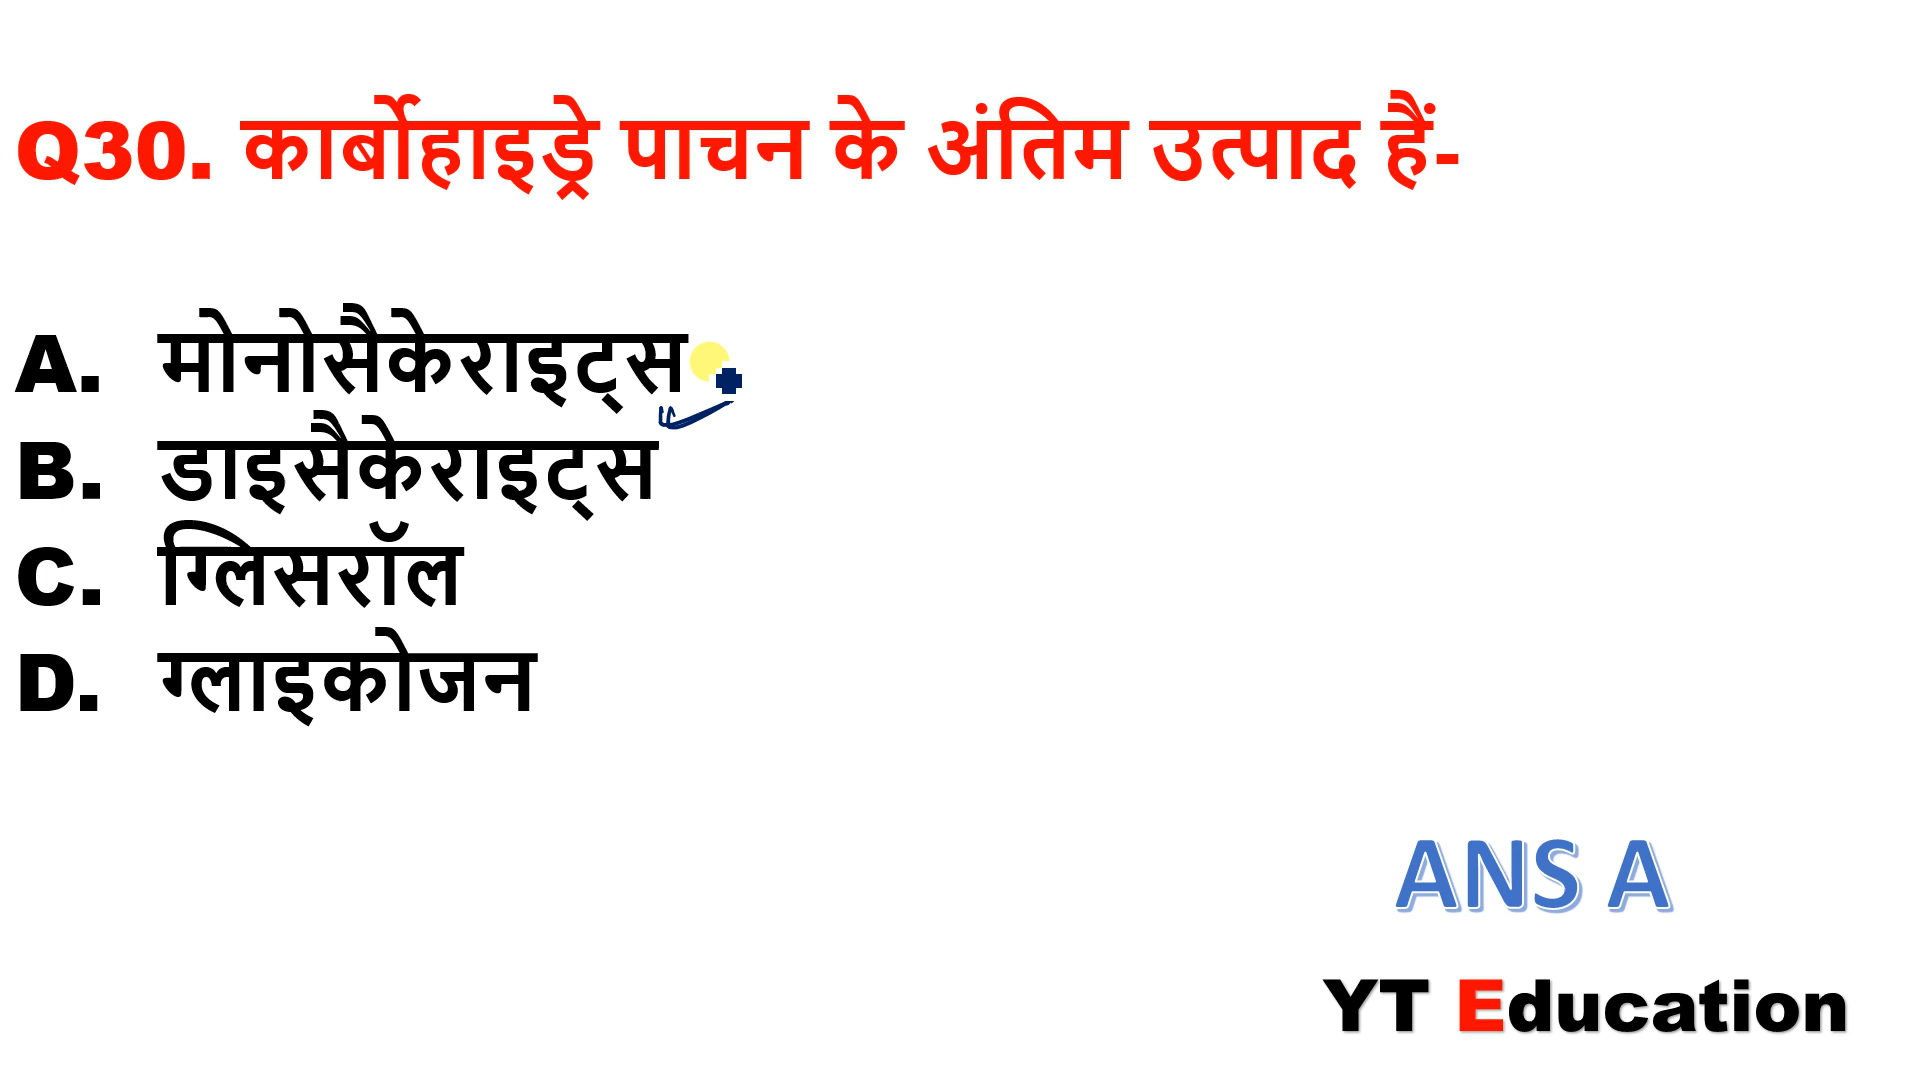 Q30. कार्बोहाइड्रे पाचन के अंतिम उत्पाद हैं-
A. मोनोसैकेराइट्स
B. डाइसैकेराइट्स
C. ग्लिसरॉल
D. ग्लाइकोजन
ANS A
YT Education